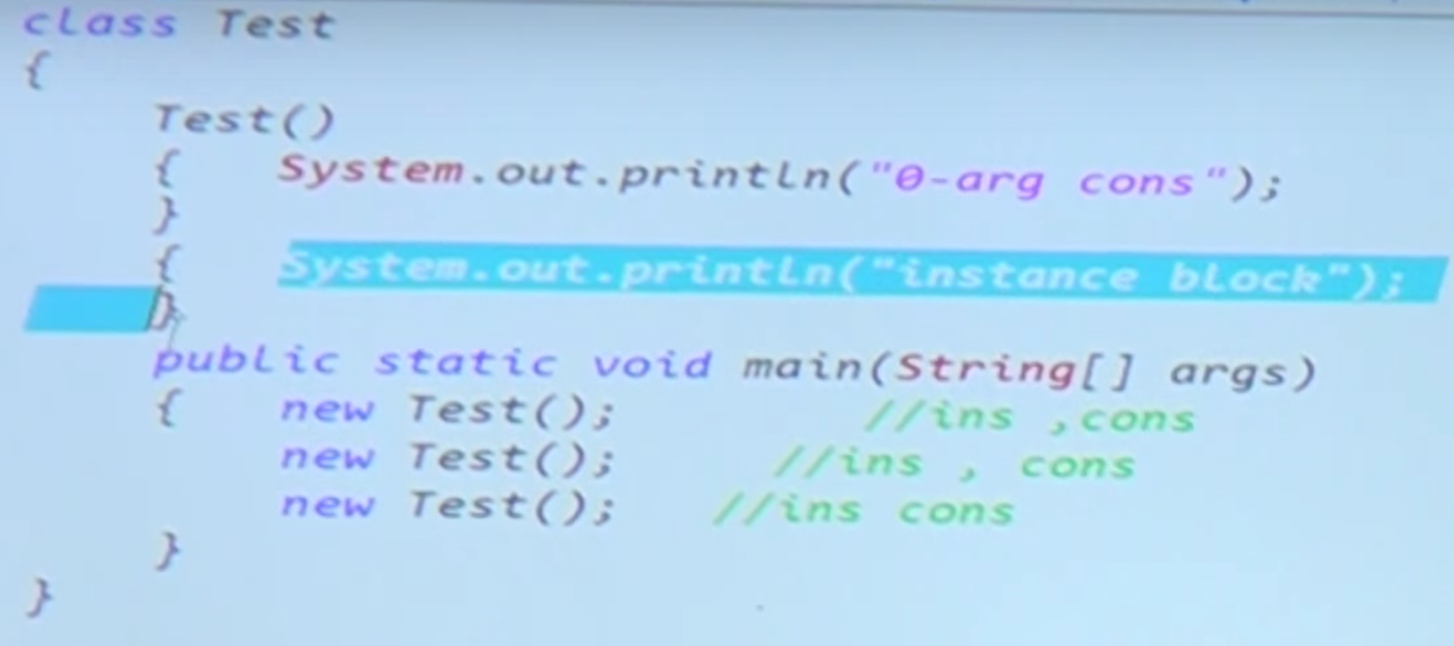 class Test
{
Test()
{ System.out.println("0-arg cons");
}
{ System.out.println("instance block");
}
public static void main(String[] args)
{ new Test(); //ins ,cons
new Test(); //ins , cons
new Test(); //ins cons
}
}